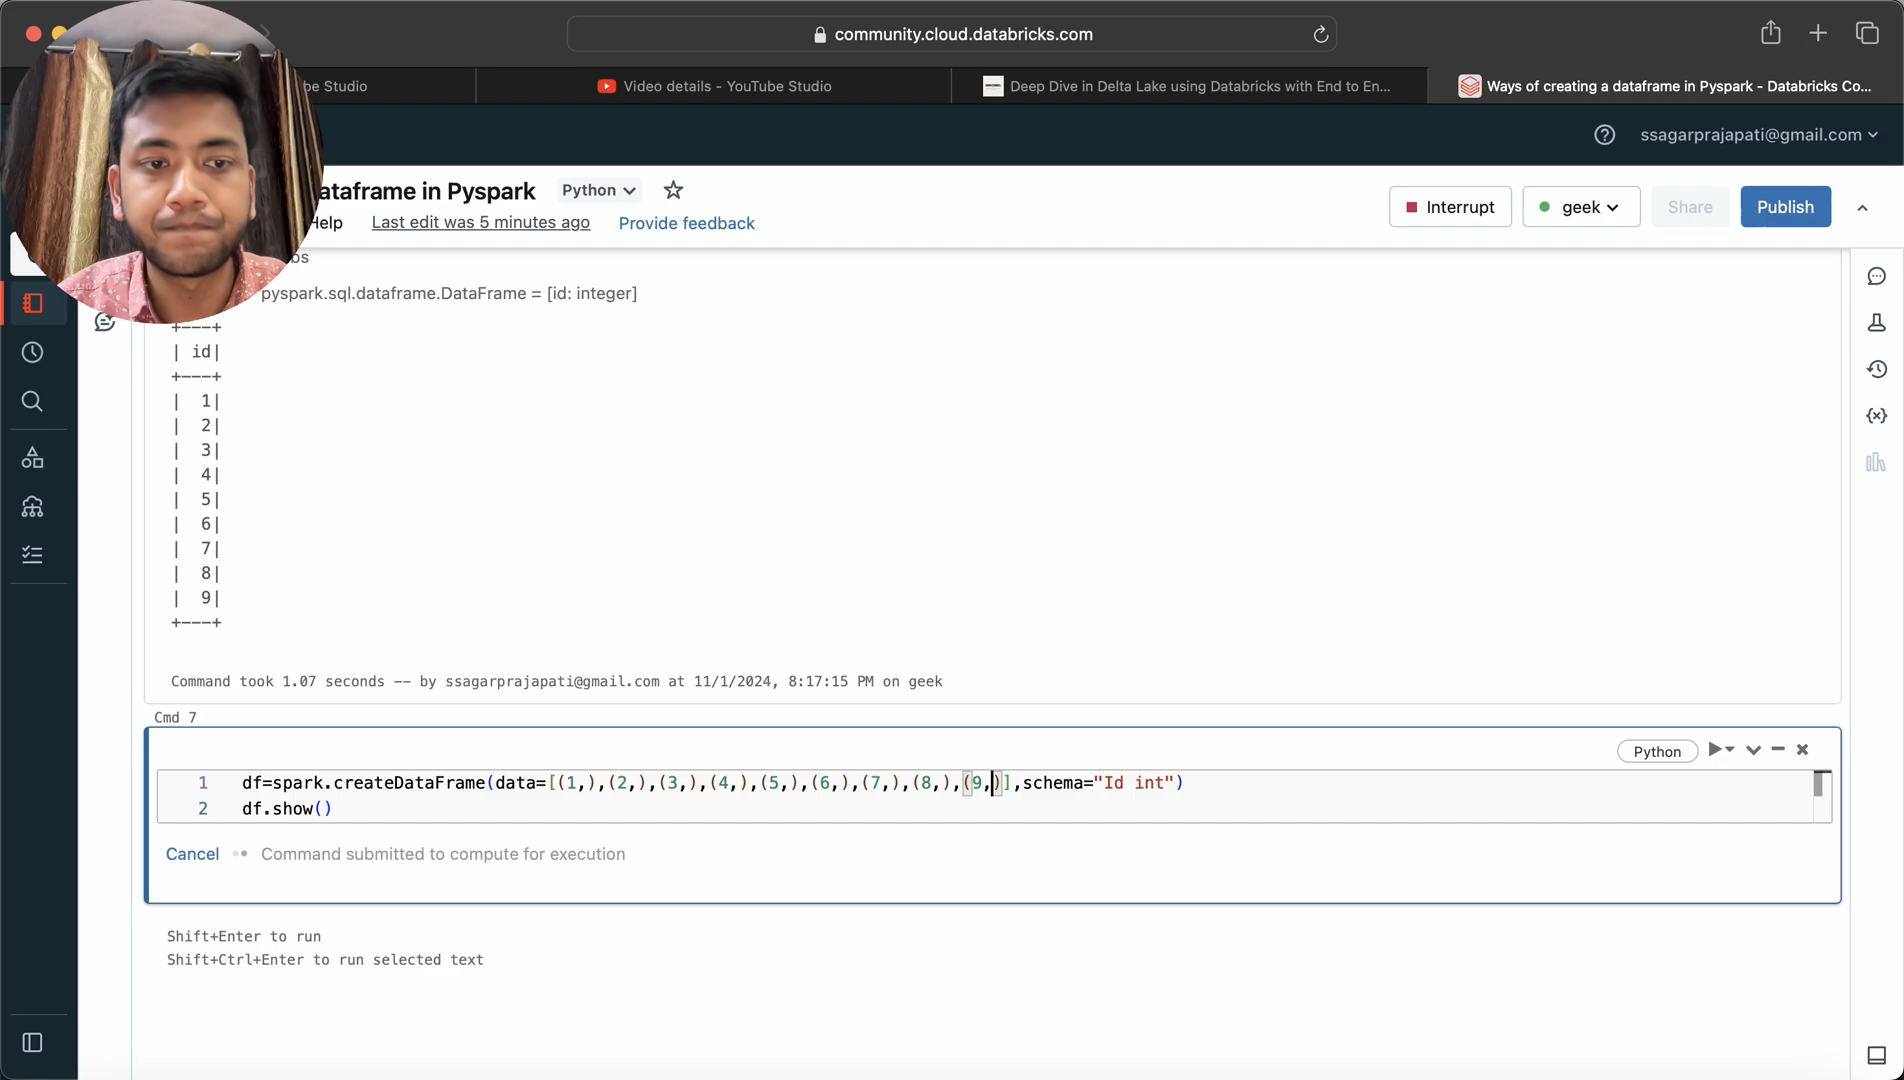 community.cloud.databricks.com
be Studio
Video details - YouTube Studio
Deep Dive in Delta Lake using Databricks with End to En...
Ways of creating a dataframe in Pyspark - Databricks Co...
ssagarprajapati@gmail.com
ataframe in Pyspark
Python
Interrupt
geek
Share
Publish
Help
Last edit was 5 minutes ago
Provide feedback
bs
pyspark.sql.dataframe.DataFrame = [id: integer]
+---+
| id|
+---+
|  1|
|  2|
|  3|
|  4|
|  5|
|  6|
|  7|
|  8|
|  9|
+---+
Command took 1.07 seconds -- by ssagarprajapati@gmail.com at 11/1/2024, 8:17:15 PM on geek
Cmd 7
Python
1 df=spark.createDataFrame(data=[(1,),(2,),(3,),(4,),(5,),(6,),(7,),(8,),(9,)],schema="Id int")
2 df.show()
Cancel Command submitted to compute for execution
Shift+Enter to run
Shift+Ctrl+Enter to run selected text